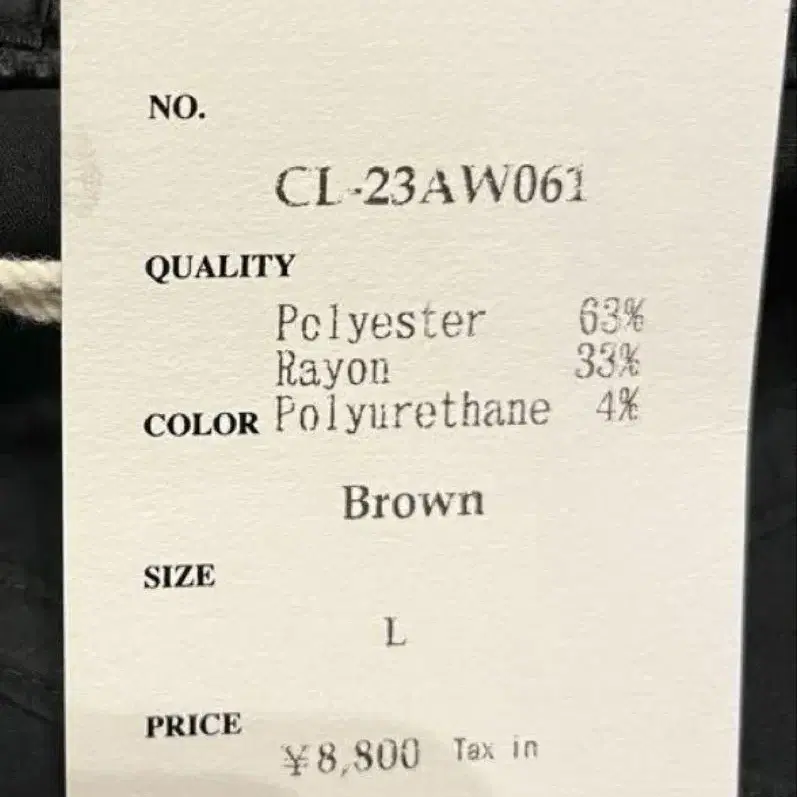 NO.
CL-23AW061
QUALITY
Polyester 63%
Rayon 33%
COLOR Polyurethane 4%
Brown
SIZE
L
PRICE
¥8,800 Tax in